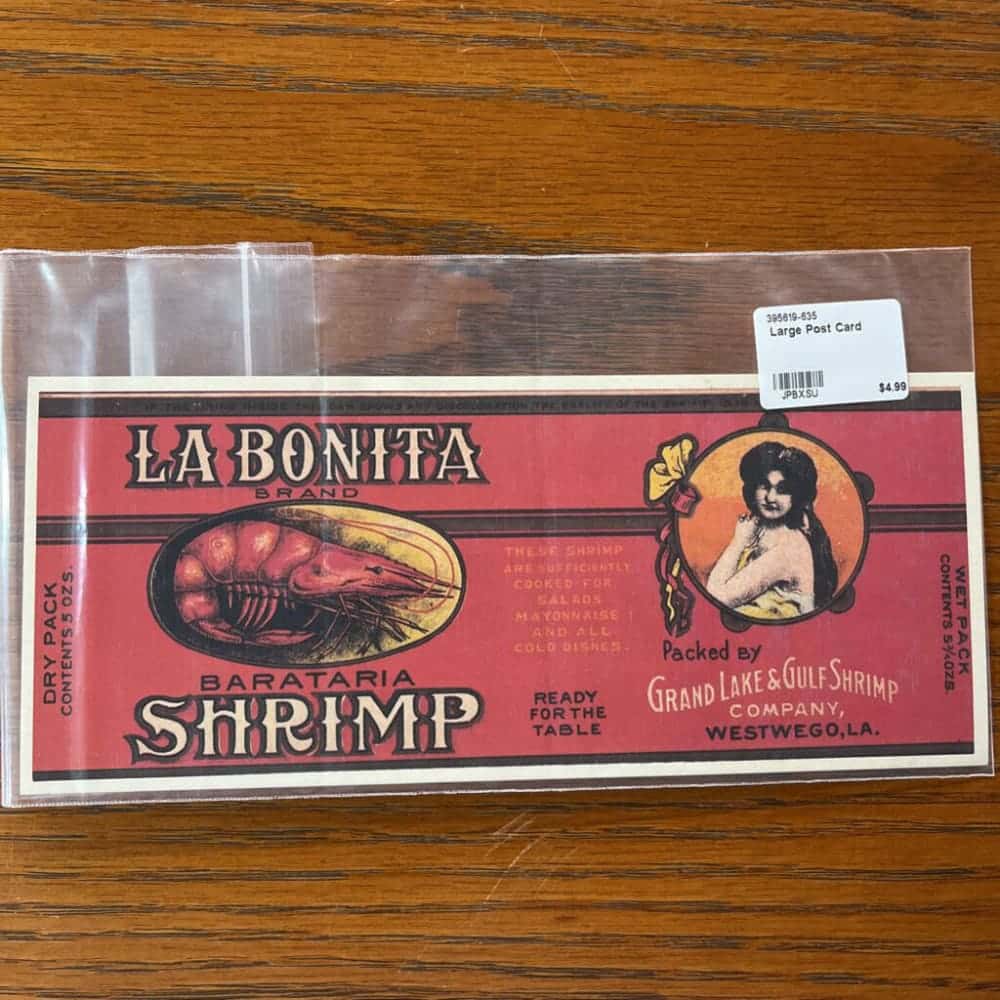 395619-635
Large Post Card
JPBXSU
$4.99
LA BONITA
BRAND
BARATARIA
SHRIMP
DRY PACK
CONTENTS 5 OZS.
THESE SHRIMP
ARE SUFFICIENTLY
COOKED FOR
SALADS
MAYONNAISE
AND ALL
COLD DISHES.
READY
FOR THE
TABLE
Packed By
GRAND LAKE & GULF SHRIMP
COMPANY,
WESTWEGO, LA.
WET PACK
CONTENTS 5¾ OZS.